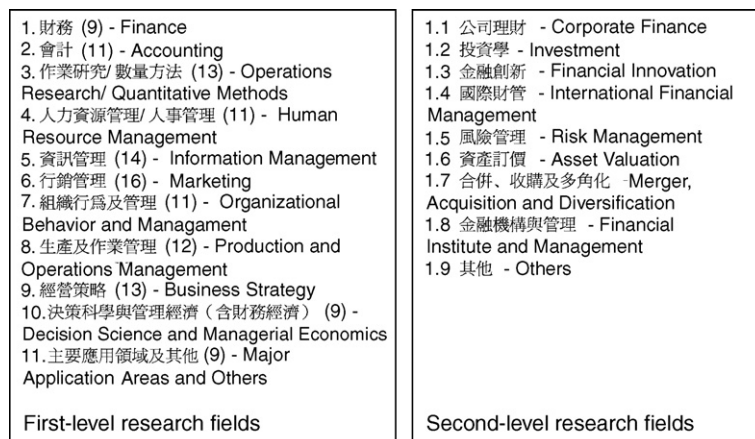 1. 財務 (9) - Finance
2. 會計 (11) - Accounting
3. 作業研究/ 數量方法 (13) - Operations
Research/ Quantitative Methods
4. 人力資源管理/ 人事管理 (11) - Human
Resource Management
5. 資訊管理 (14) - Information Management
6. 行銷管理 (16) - Marketing
7. 組織行爲及管理 (11) - Organizational
Behavior and Managament
8. 生產及作業管理 (12) - Production and
Operations Management
9. 經營策略 (13) - Business Strategy
10. 決策科學與管理經濟（含財務經濟） (9) -
Decision Science and Managerial Economics
11. 主要應用領域及其他 (9) - Major
Application Areas and Others
First-level research fields
1.1 公司理財 - Corporate Finance
1.2 投資學 - Investment
1.3 金融創新 - Financial Innovation
1.4 國際財管 - International Financial
Management
1.5 風險管理 - Risk Management
1.6 資產訂價 - Asset Valuation
1.7 合併、收購及多角化 -Merger,
Acquisition and Diversification
1.8 金融機構與管理 - Financial
Institute and Management
1.9 其他 - Others
Second-level research fields